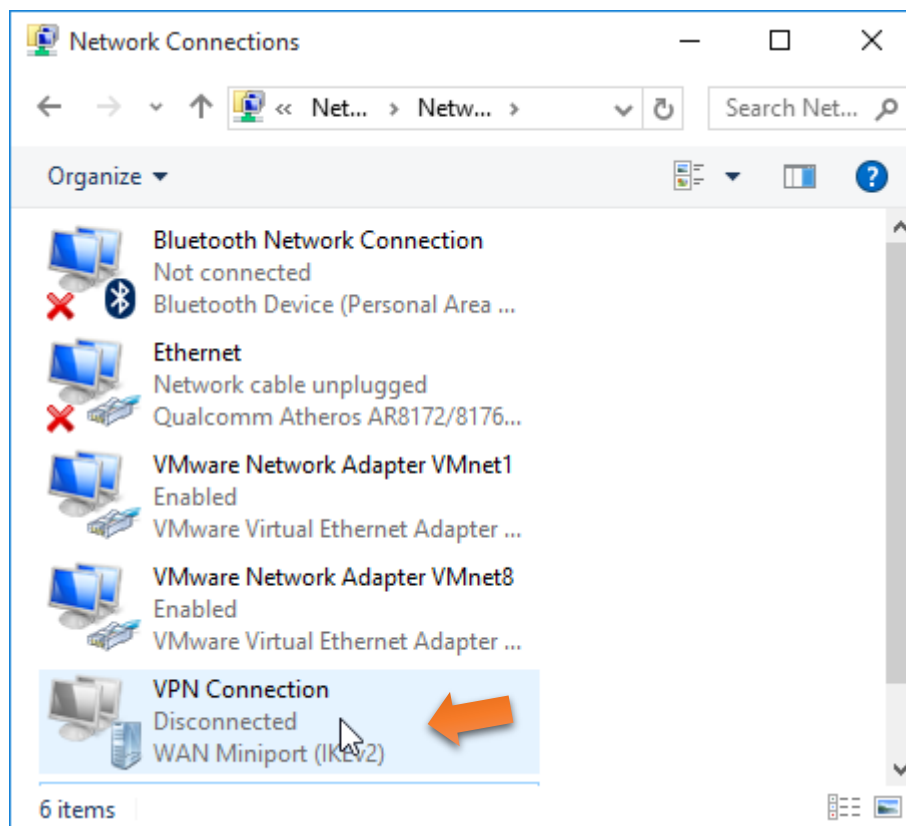 Network Connections
« Net... › Netw... ›
Search Net...
Organize
?
Bluetooth Network Connection
Not connected
Bluetooth Device (Personal Area ...
Ethernet
Network cable unplugged
Qualcomm Atheros AR8172/8176...
VMware Network Adapter VMnet1
Enabled
VMware Virtual Ethernet Adapter ...
VMware Network Adapter VMnet8
Enabled
VMware Virtual Ethernet Adapter ...
VPN Connection
Disconnected
WAN Miniport (IKEv2)
6 items